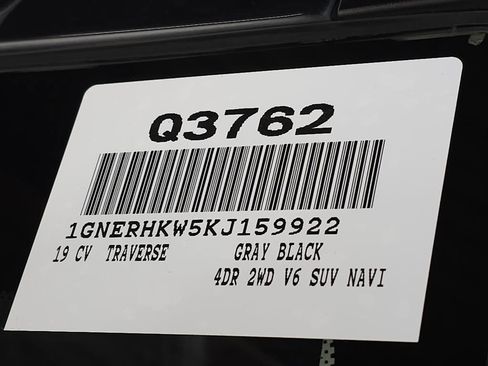 Q3762
1GNERHKW5KJ159922
19 CV TRAVERSE GRAY BLACK
4DR 2WD V6 SUV NAVI